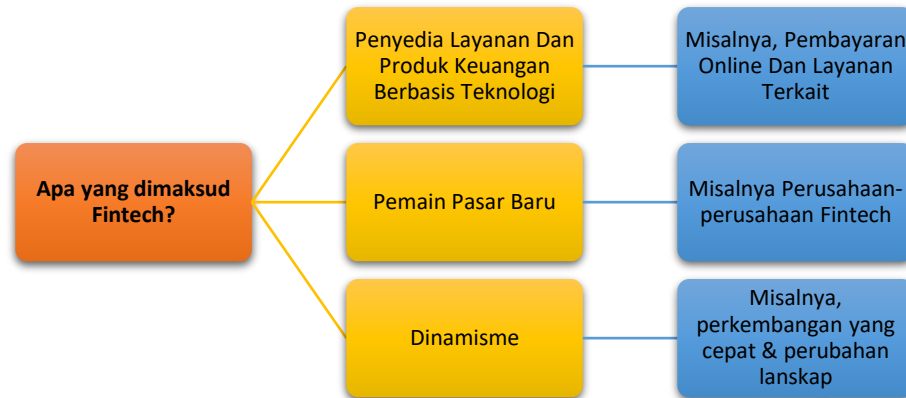 Apa yang dimaksud
Fintech?
Penyedia Layanan Dan
Produk Keuangan
Berbasis Teknologi
Misalnya, Pembayaran
Online Dan Layanan
Terkait
Pemain Pasar Baru
Misalnya Perusahaan-
perusahaan Fintech
Dinamisme
Misalnya,
perkembangan yang
cepat & perubahan
lanskap